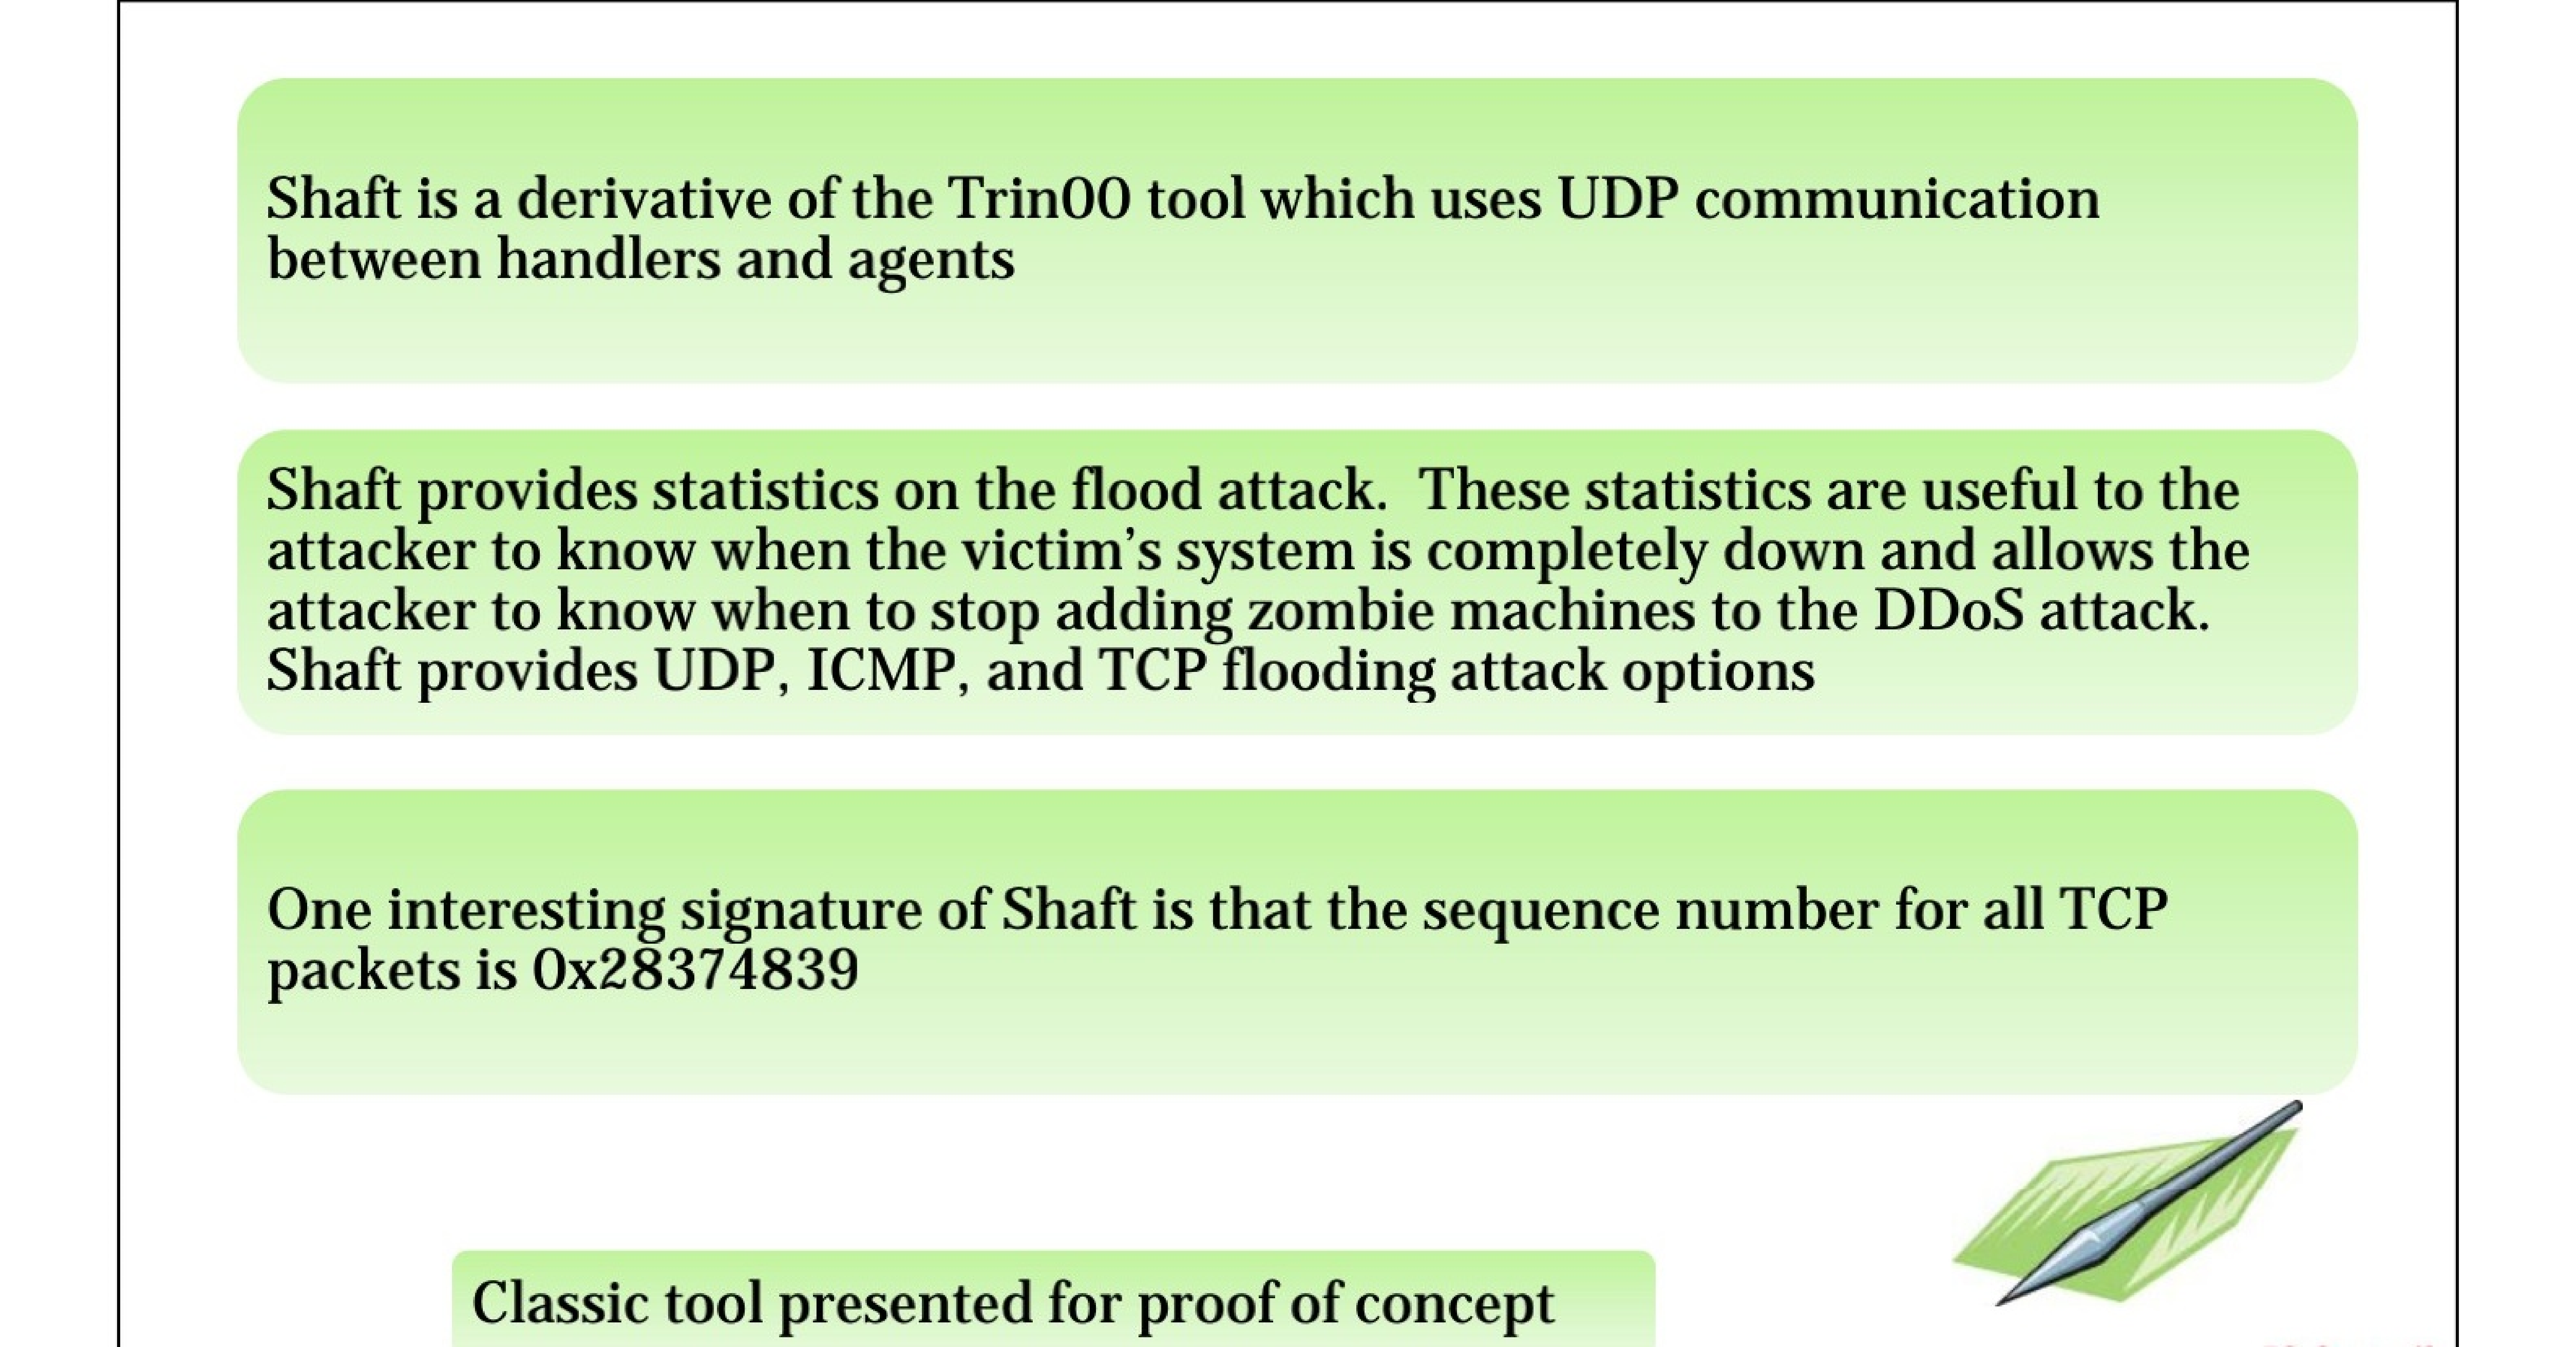 Shaft is a derivative of the Trin00 tool which uses UDP communication
between handlers and agents
Shaft provides statistics on the flood attack.  These statistics are useful to the
attacker to know when the victim’s system is completely down and allows the
attacker to know when to stop adding zombie machines to the DDoS attack.
Shaft provides UDP, ICMP, and TCP flooding attack options
One interesting signature of Shaft is that the sequence number for all TCP
packets is 0x28374839
Classic tool presented for proof of concept